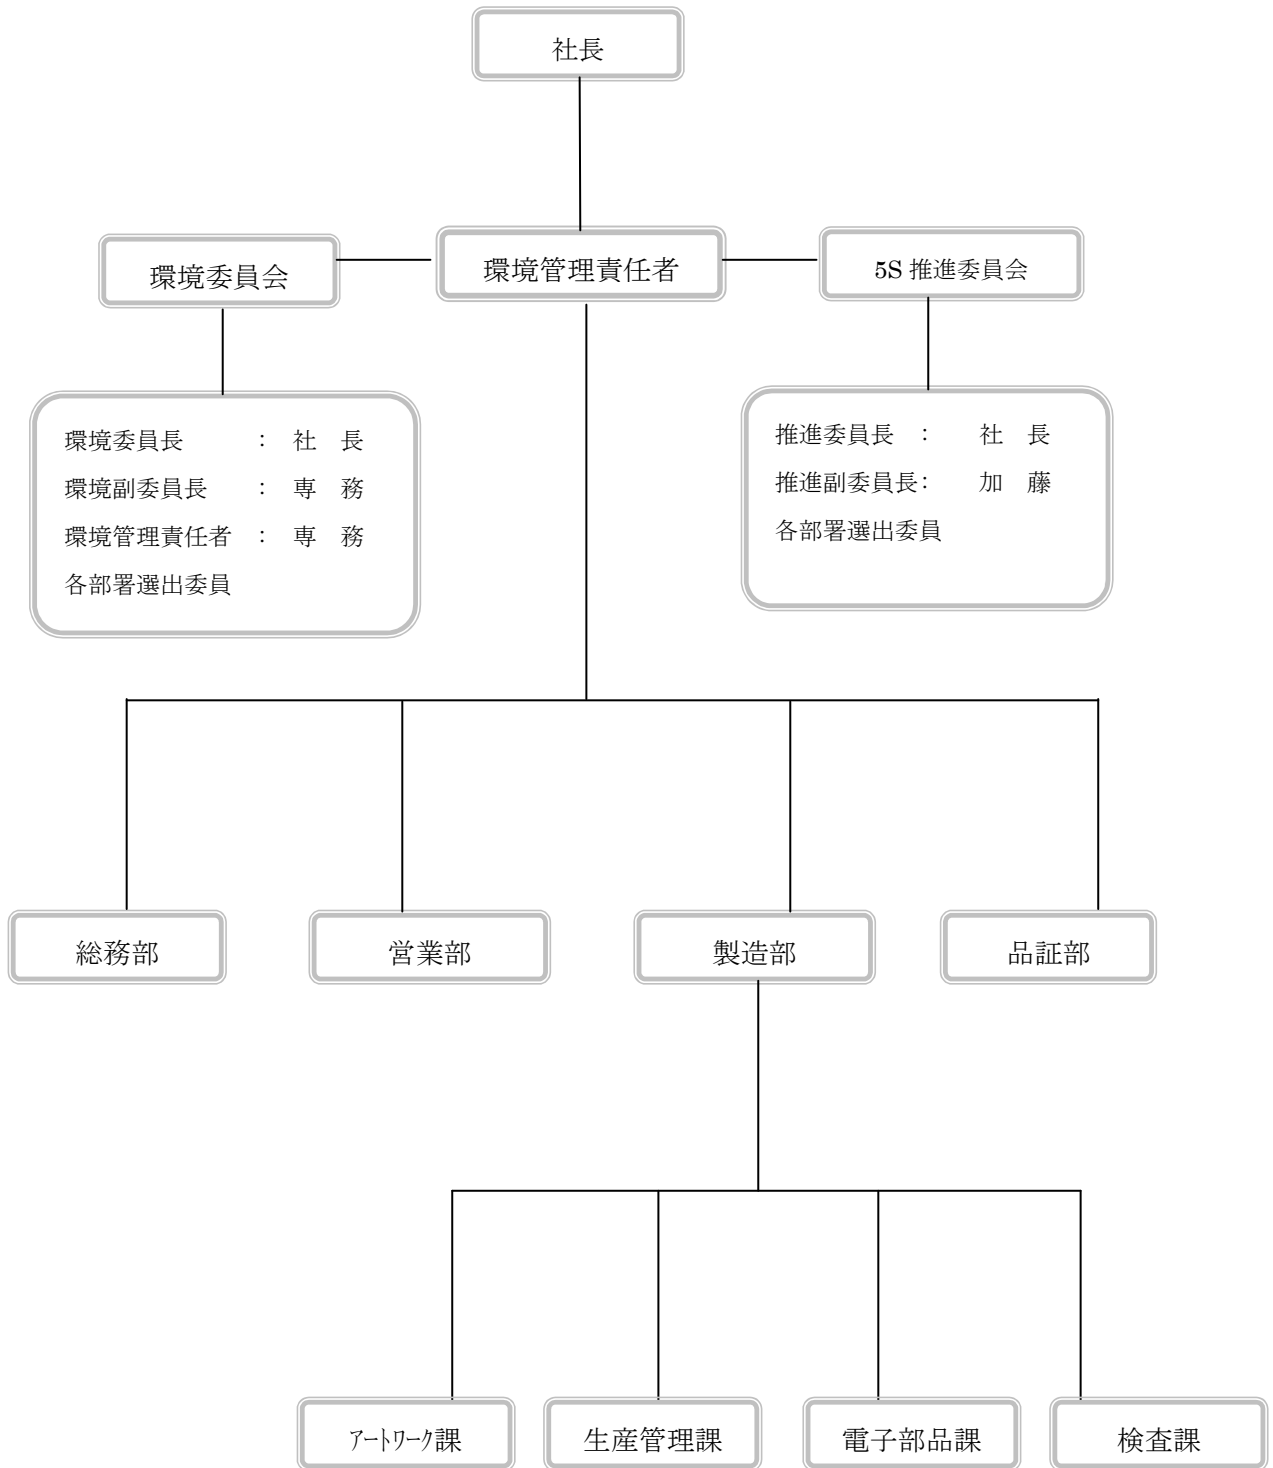 社長
環境委員会
環境管理責任者
5S 推進委員会
環境委員長 : 社 長
環境副委員長 : 専 務
環境管理責任者 : 専 務
各部署選出委員
推進委員長 : 社 長
推進副委員長: 加 藤
各部署選出委員
総務部
営業部
製造部
品証部
ｱｰﾄﾜｰｸ課
生産管理課
電子部品課
検査課